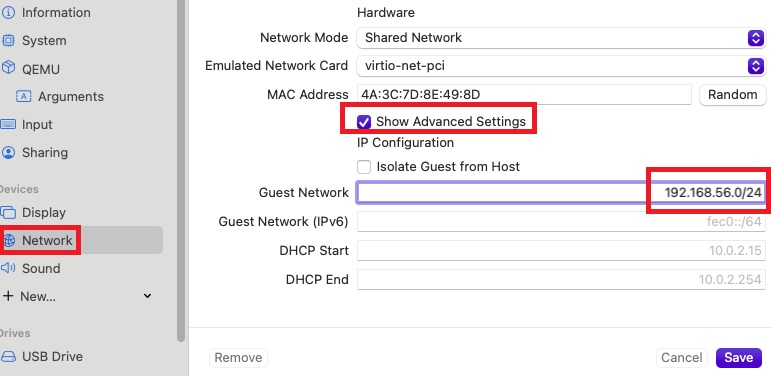 Information
System
QEMU
Arguments
Input
Sharing
Devices
Display
Network
Sound
+ New...
Drives
USB Drive
Hardware
Network Mode Shared Network
Emulated Network Card virtio-net-pci
MAC Address 4A:3C:7D:8E:49:8D Random
Show Advanced Settings
IP Configuration
Isolate Guest from Host
Guest Network 192.168.56.0/24
Guest Network (IPv6) fec0::/64
DHCP Start 10.0.2.15
DHCP End 10.0.2.254
Remove Cancel Save